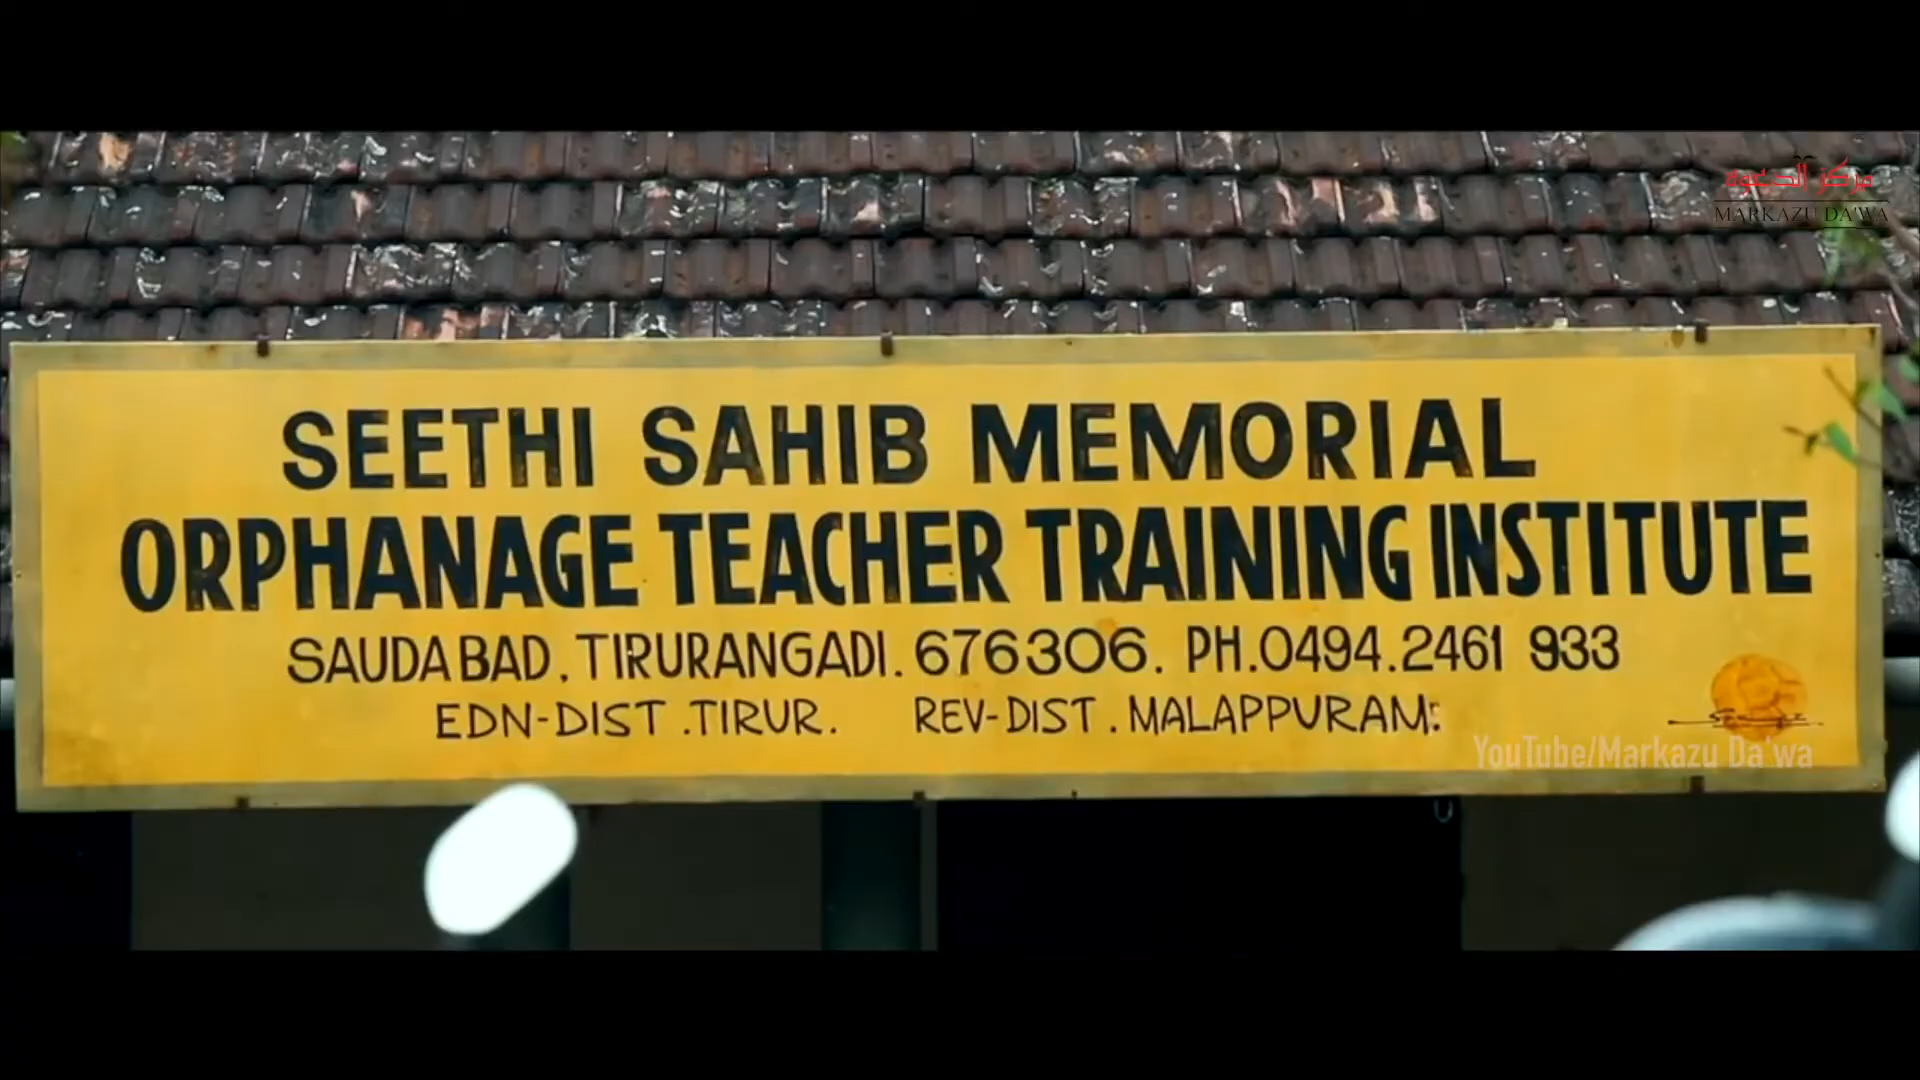 مركز الدعوة
MARKAZU DA'WA
SEETHI SAHIB MEMORIAL
ORPHANAGE TEACHER TRAINING INSTITUTE
SAUDABAD. TIRURANGADI. 676306. PH.0494.2461 933
EDN-DIST.TIRUR. REV-DIST. MALAPPURAM:
YouTube/Markazu Da'wa